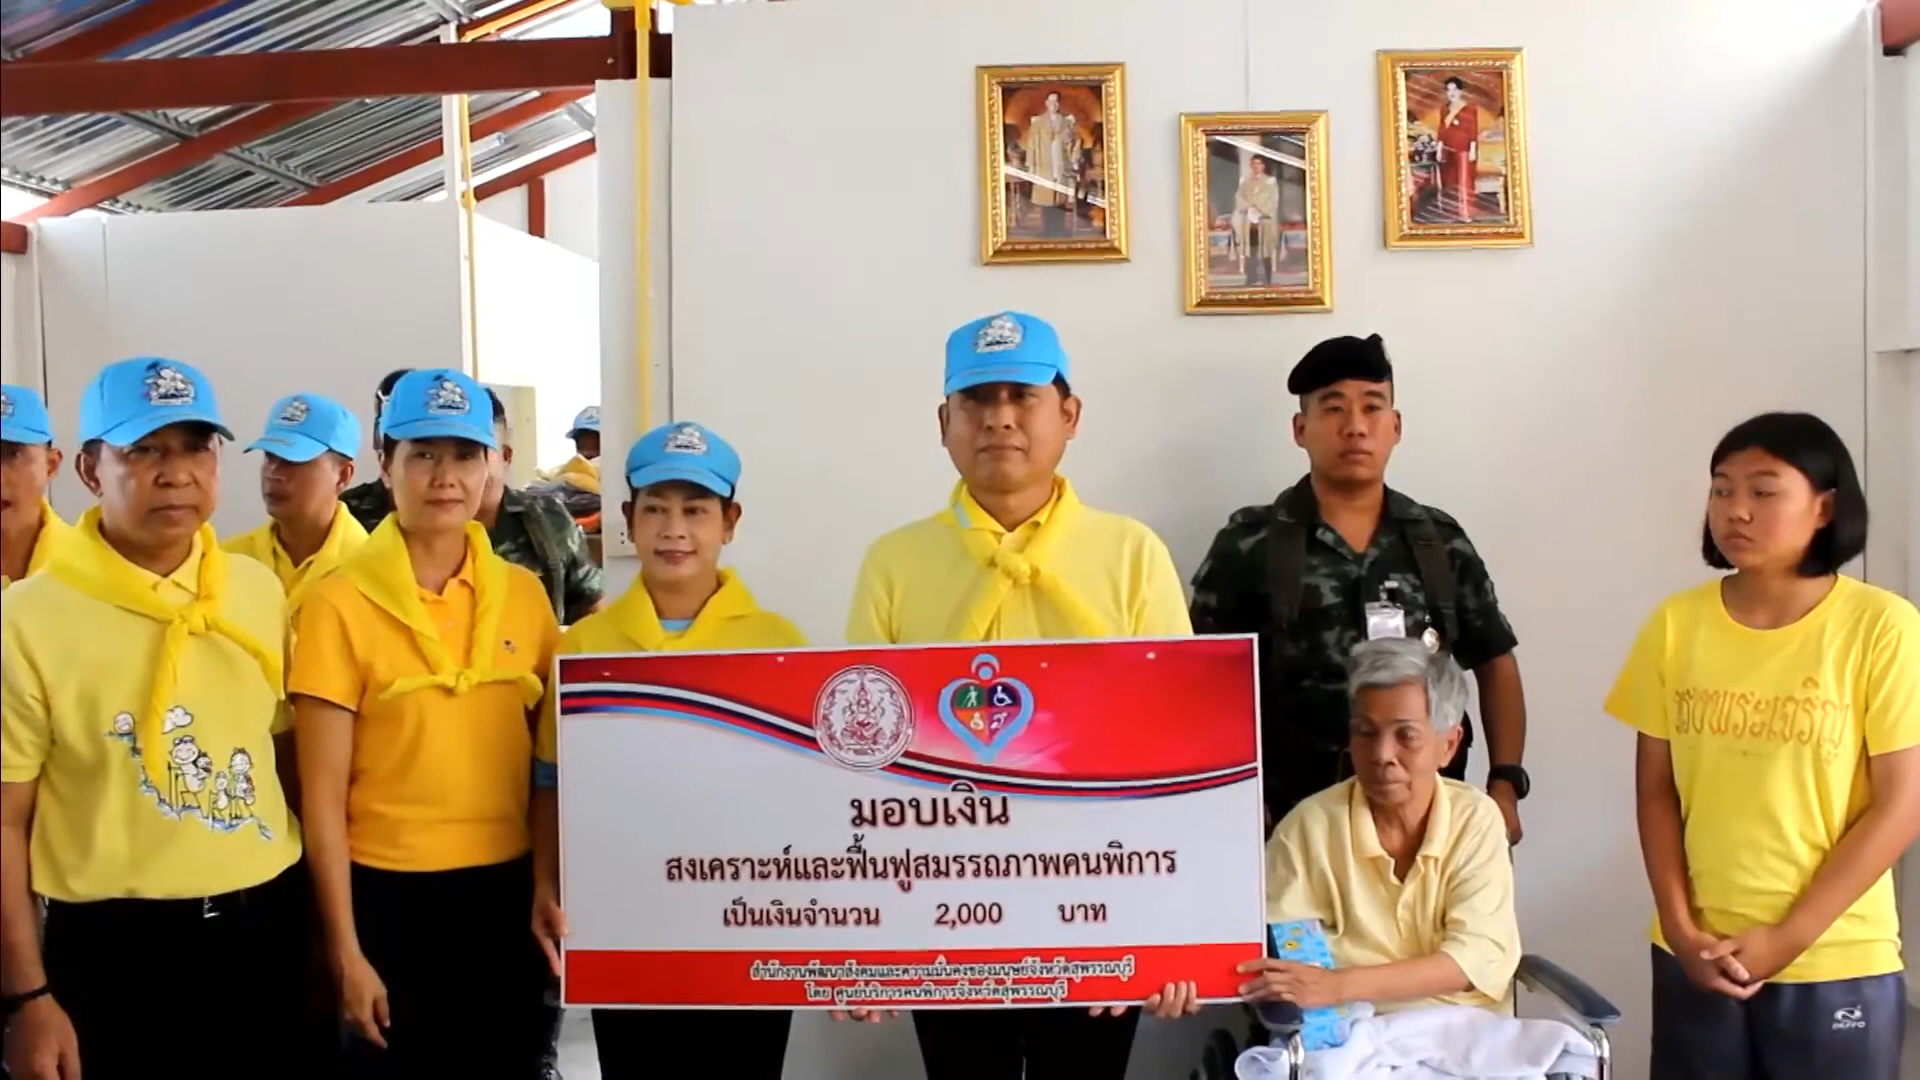 มอบเงิน
สงเคราะห์และฟื้นฟูสมรรถภาพคนพิการ
เป็นเงินจำนวน 2,000 บาท
สำนักงานพัฒนาสังคมและความมั่นคงของมนุษย์จังหวัดสุพรรณบุรี
โดย ศูนย์บริการคนพิการจังหวัดสุพรรณบุรี
ทรงพระเจริญ
DEFFO